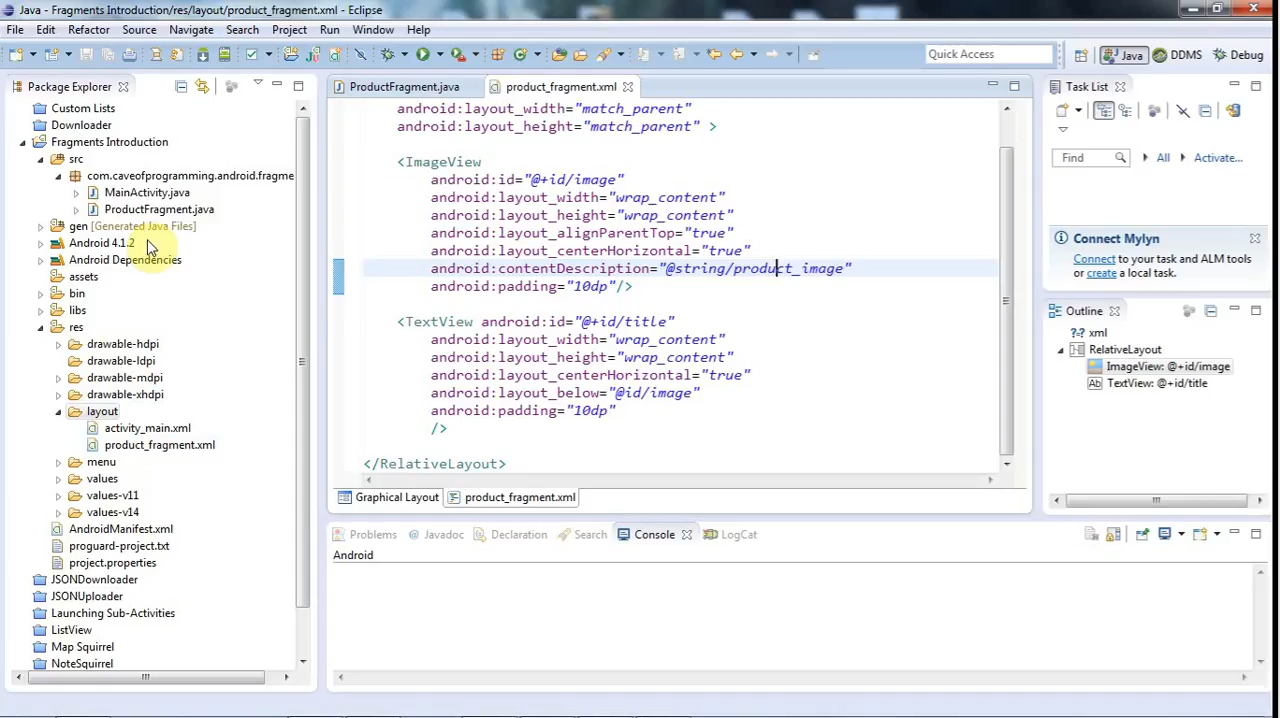 Java - Fragments Introduction/res/layout/product_fragment.xml - Eclipse
File Edit Refactor Source Navigate Search Project Run Window Help
Quick Access
Java
DDMS
Debug
Package Explorer
Custom Lists
Downloader
Fragments Introduction
src
com.caveofprogramming.android.fragme
MainActivity.java
ProductFragment.java
gen [Generated Java Files]
Android 4.1.2
Android Dependencies
assets
bin
libs
res
drawable-hdpi
drawable-ldpi
drawable-mdpi
drawable-xhdpi
layout
activity_main.xml
product_fragment.xml
menu
values
values-v11
values-v14
AndroidManifest.xml
proguard-project.txt
project.properties
JSONDownloader
JSONUploader
Launching Sub-Activities
ListView
Map Squirrel
NoteSquirrel
ProductFragment.java
product_fragment.xml
android:layout_width="match_parent"
android:layout_height="match_parent" >
<ImageView
android:id="@+id/image"
android:layout_width="wrap_content"
android:layout_height="wrap_content"
android:layout_alignParentTop="true"
android:layout_centerHorizontal="true"
android:contentDescription="@string/product_image"
android:padding="10dp"/>
<TextView android:id="@+id/title"
android:layout_width="wrap_content"
android:layout_height="wrap_content"
android:layout_centerHorizontal="true"
android:layout_below="@id/image"
android:padding="10dp"
/>
</RelativeLayout>
Graphical Layout
product_fragment.xml
Problems
Javadoc
Declaration
Search
Console
LogCat
Android
Task List
Find
All
Activate...
Connect Mylyn
Connect to your task and ALM tools
or create a local task.
Outline
xml
RelativeLayout
ImageView: @+id/image
TextView: @+id/title